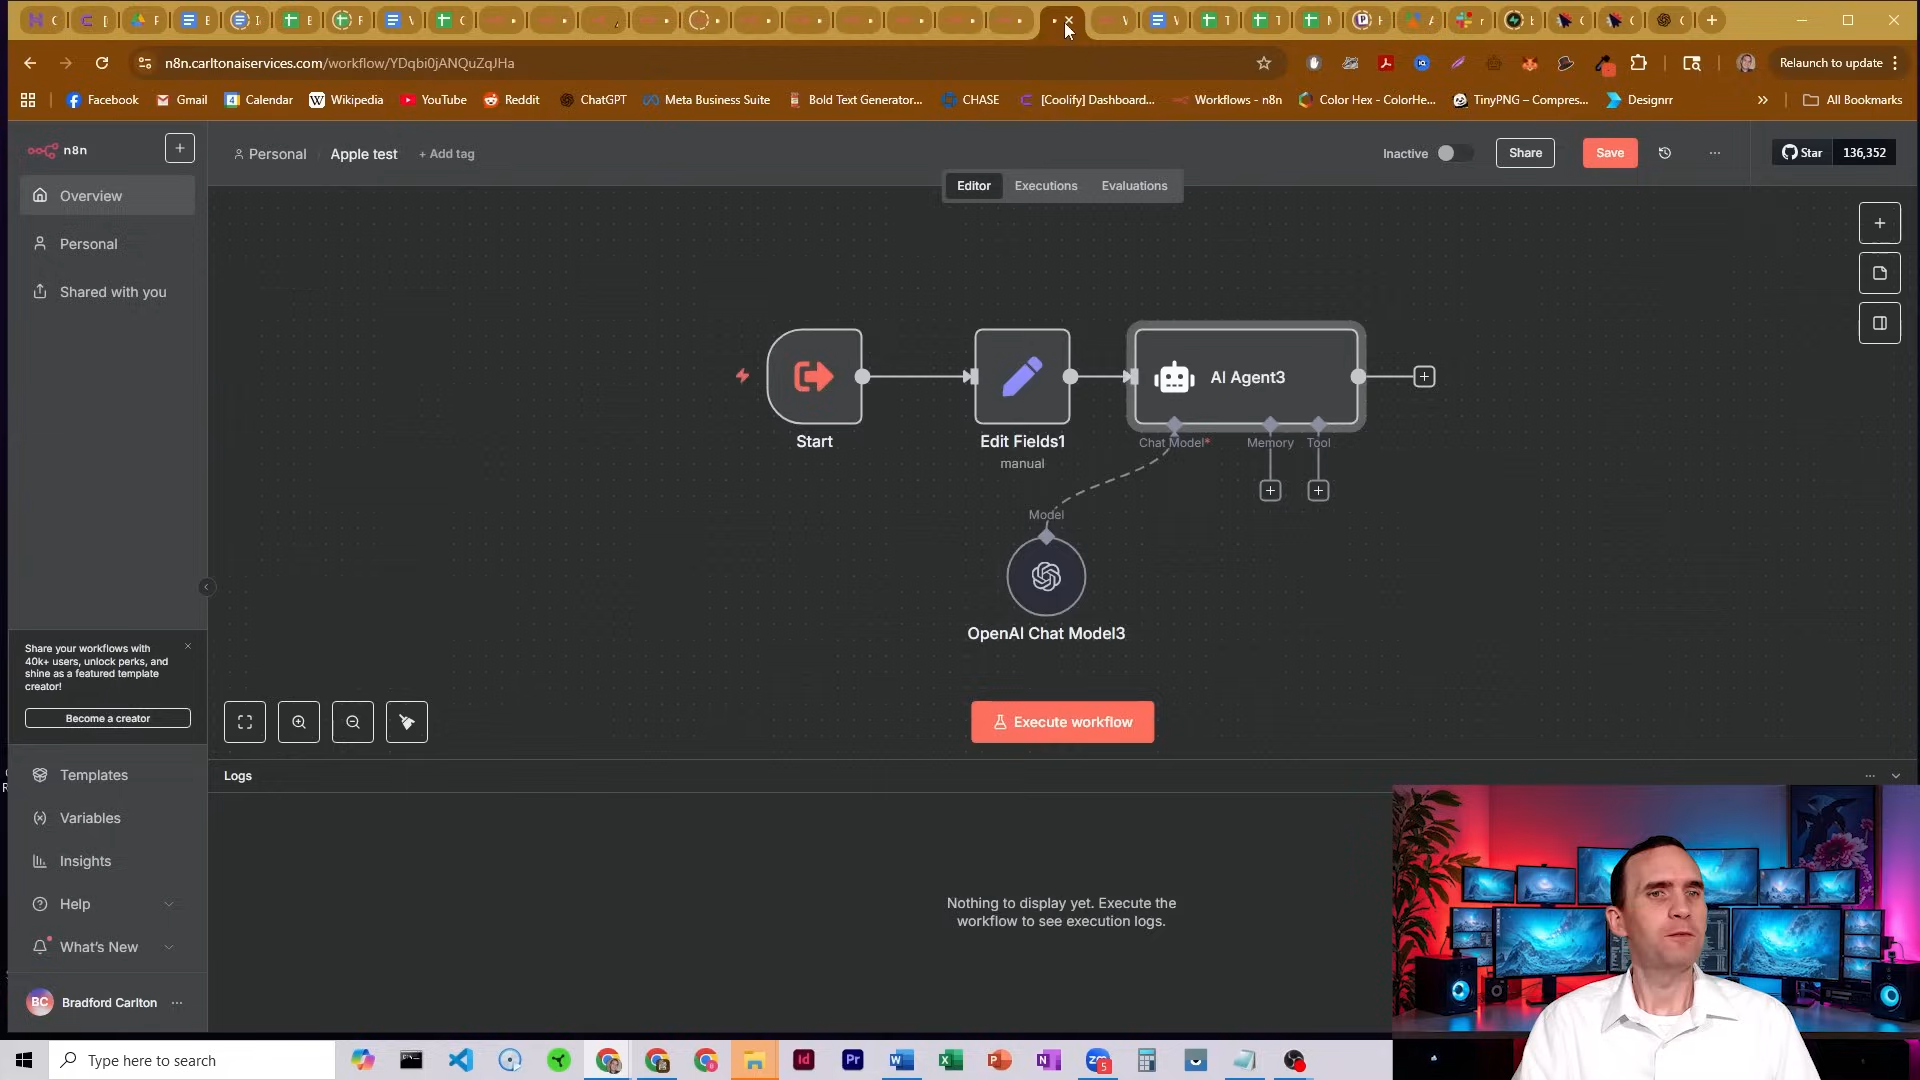 n8n.carltonaiservices.com/workflow/YDqbi0jANQuZqJHa
Relaunch to update
Facebook
Gmail
Calendar
Wikipedia
YouTube
Reddit
ChatGPT
Meta Business Suite
Bold Text Generator...
CHASE
[Coolify] Dashboard...
Workflows - n8n
Color Hex - ColorHe...
TinyPNG – Compres...
Designrr
All Bookmarks
n8n
Personal / Apple test + Add tag
Inactive
Share
Save
Star 136,352
Editor Executions Evaluations
Overview
Personal
Shared with you
AI Agent3
Start
Edit Fields1
manual
Chat Model*
Memory
Tool
Model
OpenAI Chat Model3
Share your workflows with
40k+ users, unlock perks, and
shine as a featured template
creator!
Become a creator
Execute workflow
Templates
Variables
Insights
Help
What's New
BC Bradford Carlton
Logs
Nothing to display yet. Execute the
workflow to see execution logs.
Type here to search